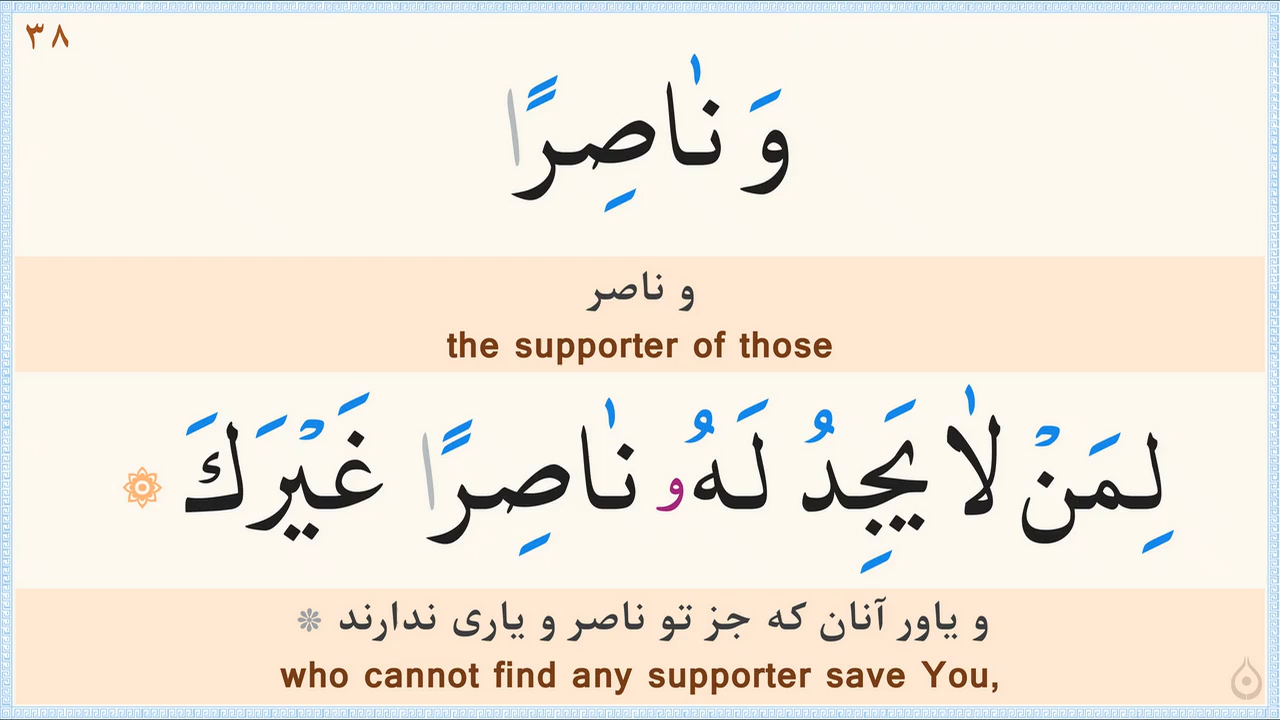 ۳۸
وَ نٰاصِرًا
و ناصر
the supporter of those
لِمَنْ لٰا يَجِدُ لَهُو نٰاصِرًا غَيْرَكَ
و یاور آنان که جز تو ناصر و یاری ندارند
who cannot find any supporter save You,